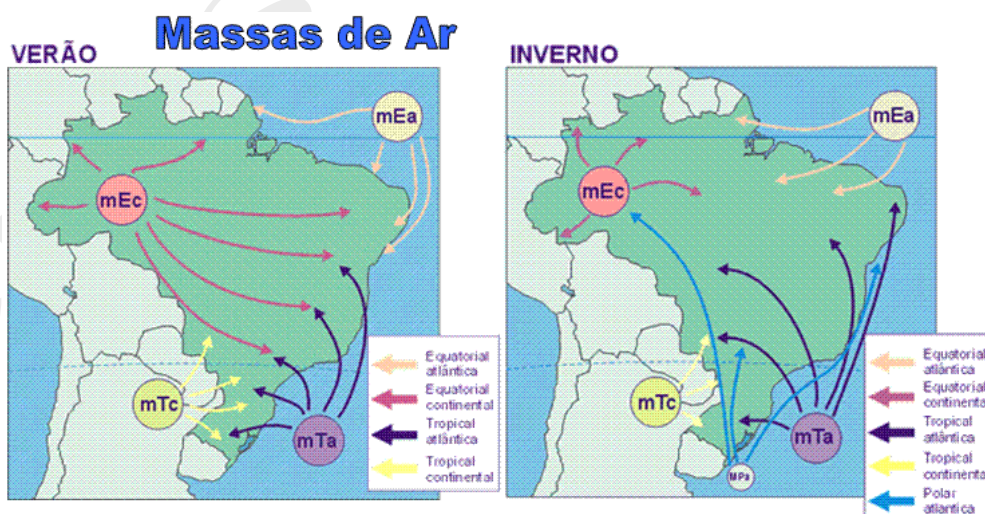 Massas de Ar
VERÃO
mEa
mEc
mTc
mTa
Equatorial
atlântica
Equatorial
continental
Tropical
atlântica
Tropical
continental
INVERNO
mEa
mEc
mTc
mTa
MPa
Equatorial
atlântica
Equatorial
continental
Tropical
atlântica
Tropical
continental
Polar
atlantica